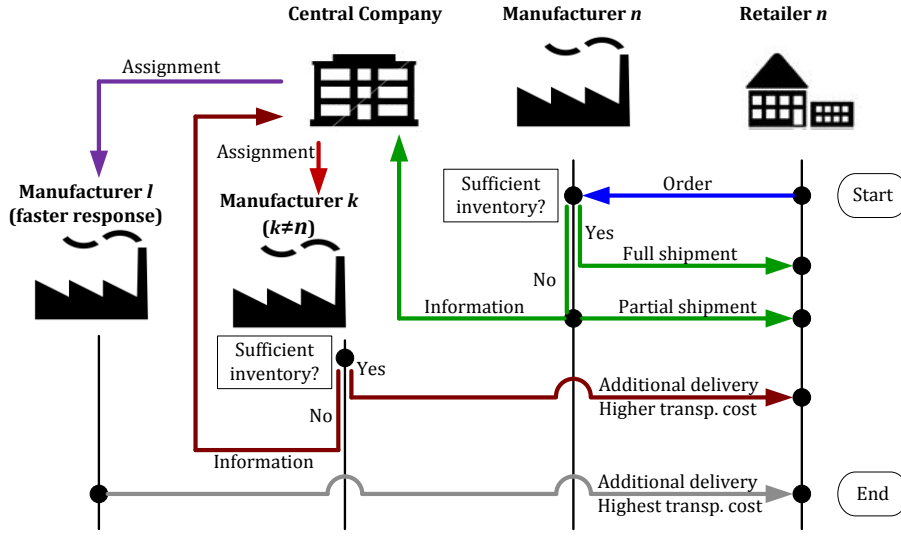 Central Company
Manufacturer n
Retailer n
Assignment
Assignment
Manufacturer l
(faster response)
Manufacturer k
(k≠n)
Sufficient
inventory?
Order
Start
Yes
Full shipment
No
Information
Partial shipment
Sufficient
inventory?
Yes
Additional delivery
Higher transp. cost
No
Information
Additional delivery
Highest transp. cost
End